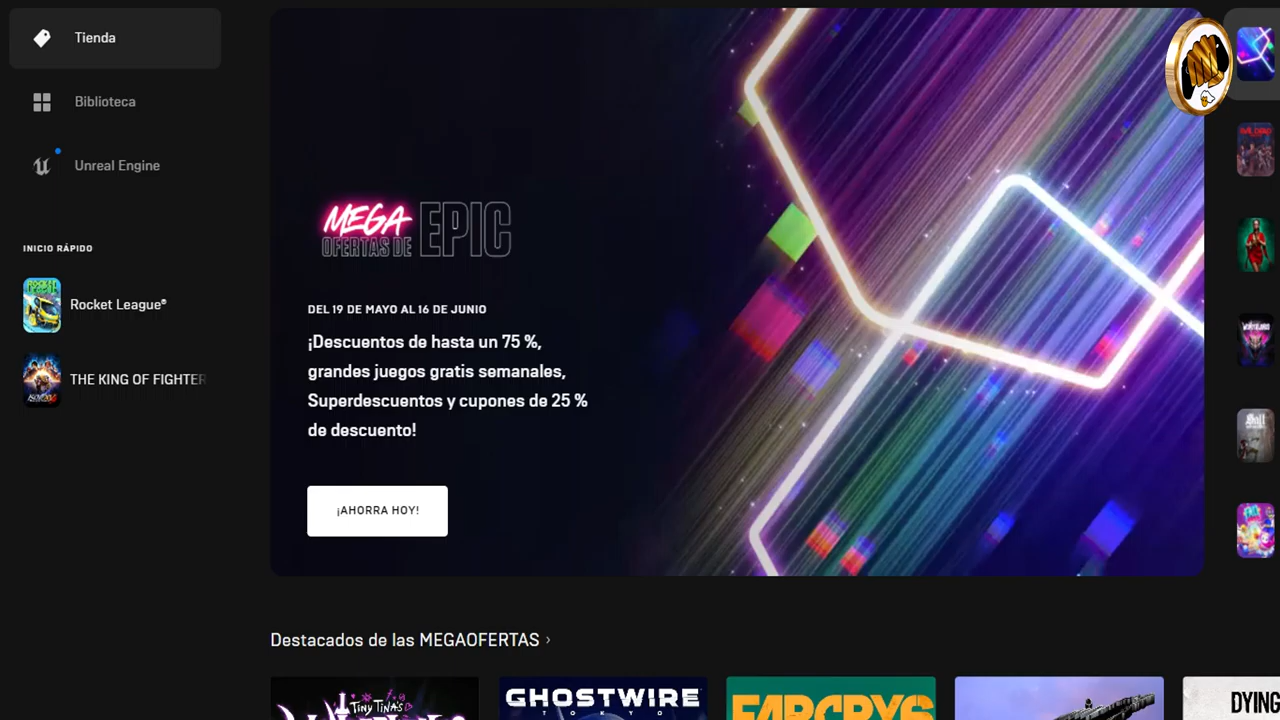 Tienda
Biblioteca
Unreal Engine
INICIO RÁPIDO
Rocket League®
THE KING OF FIGHTER
MEGA
OFERTAS DE EPIC
DEL 19 DE MAYO AL 16 DE JUNIO
¡Descuentos de hasta un 75 %,
grandes juegos gratis semanales,
Superdescuentos y cupones de 25 %
de descuento!
¡AHORRA HOY!
Destacados de las MEGAOFERTAS
TINY TINA'S
GHOSTWIRE
TOKYO
FARCRY6
DYING